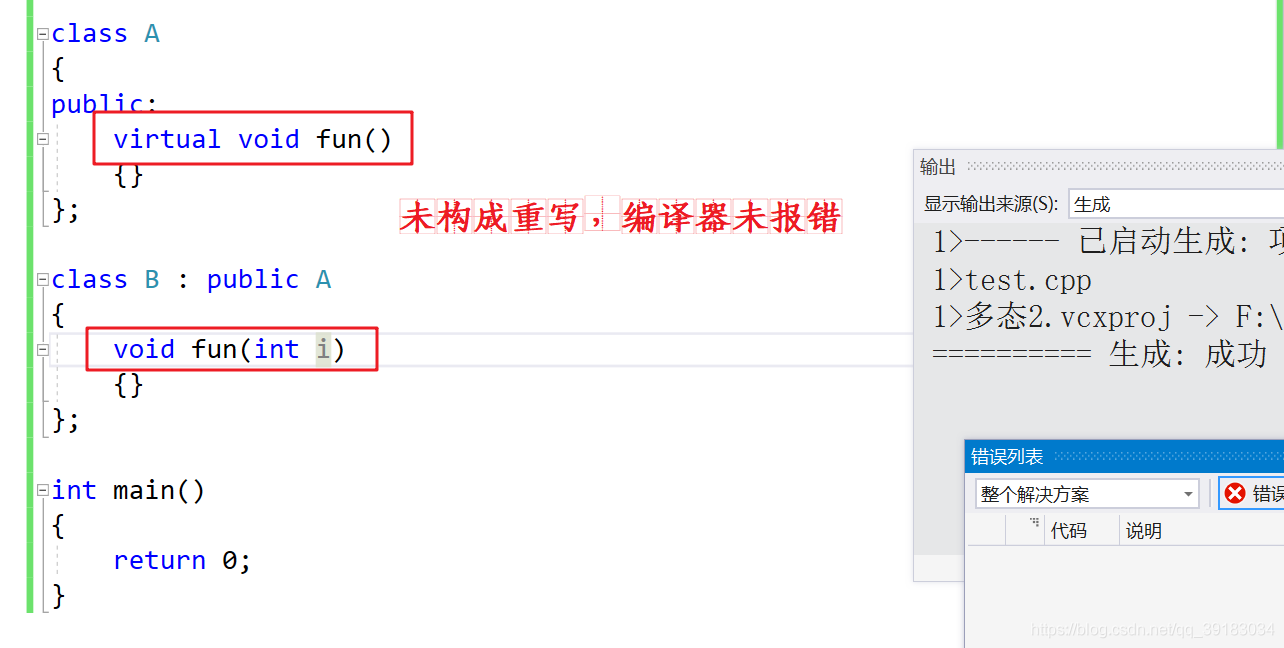 class A
{
public:
virtual void fun()
{}
};
未构成重写，编译器未报错
class B : public A
{
void fun(int i)
{}
};
int main()
{
return 0;
}
输出
显示输出来源(S): 生成
1>------ 已启动生成: 项
1>test.cpp
1>多态2.vcxproj -> F:\
========== 生成: 成功
错误列表
整个解决方案 错误
代码 说明
https://blog.csdn.net/qq_39183034